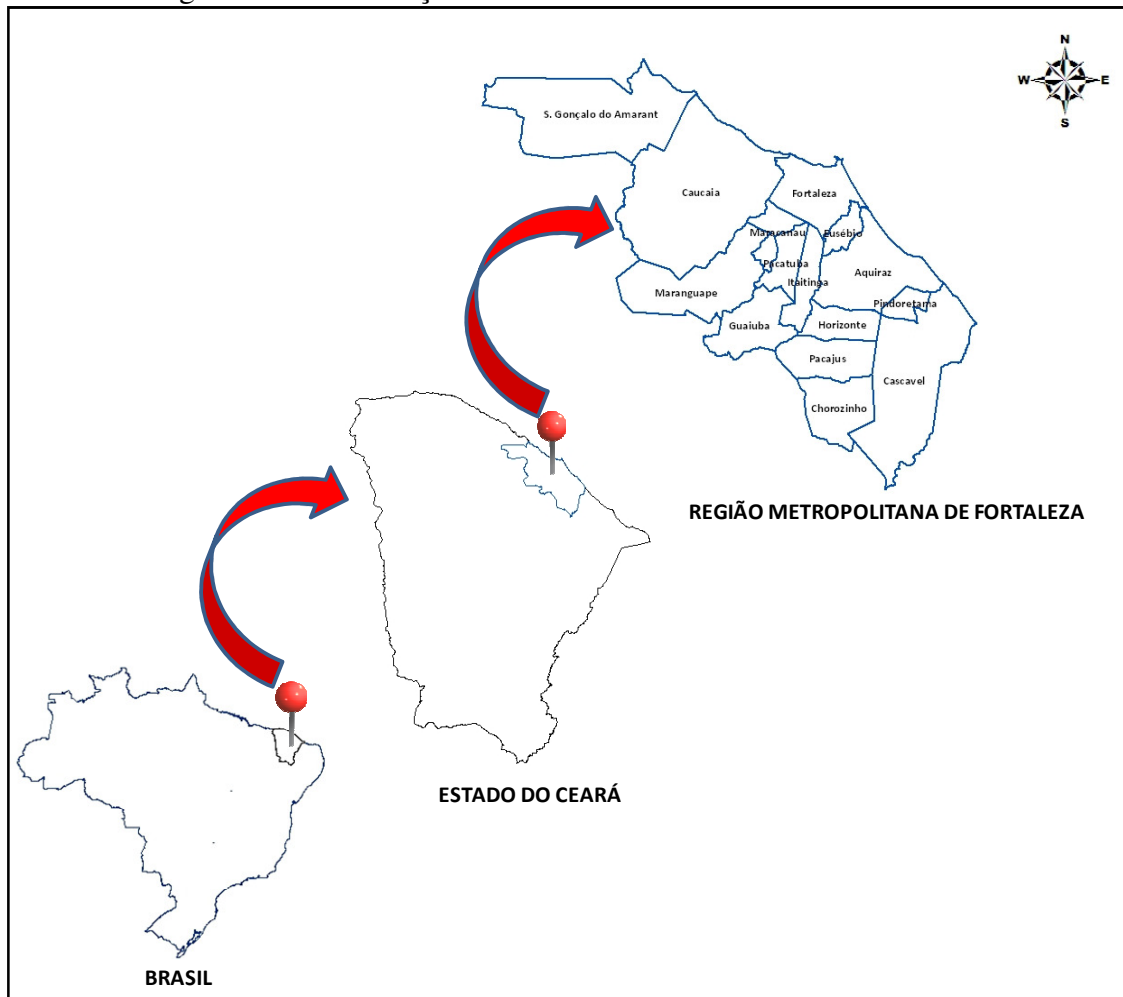 N
W E
S
S. Gonçalo do Amarant
Caucaia
Fortaleza
Maracanau
Eusébio
Pacatuba
Aquiraz
Itaitinga
Maranguape
Pindoretama
Guaiuba
Horizonte
Pacajus
Cascavel
Chorozinho
REGIÃO METROPOLITANA DE FORTALEZA
ESTADO DO CEARÁ
BRASIL